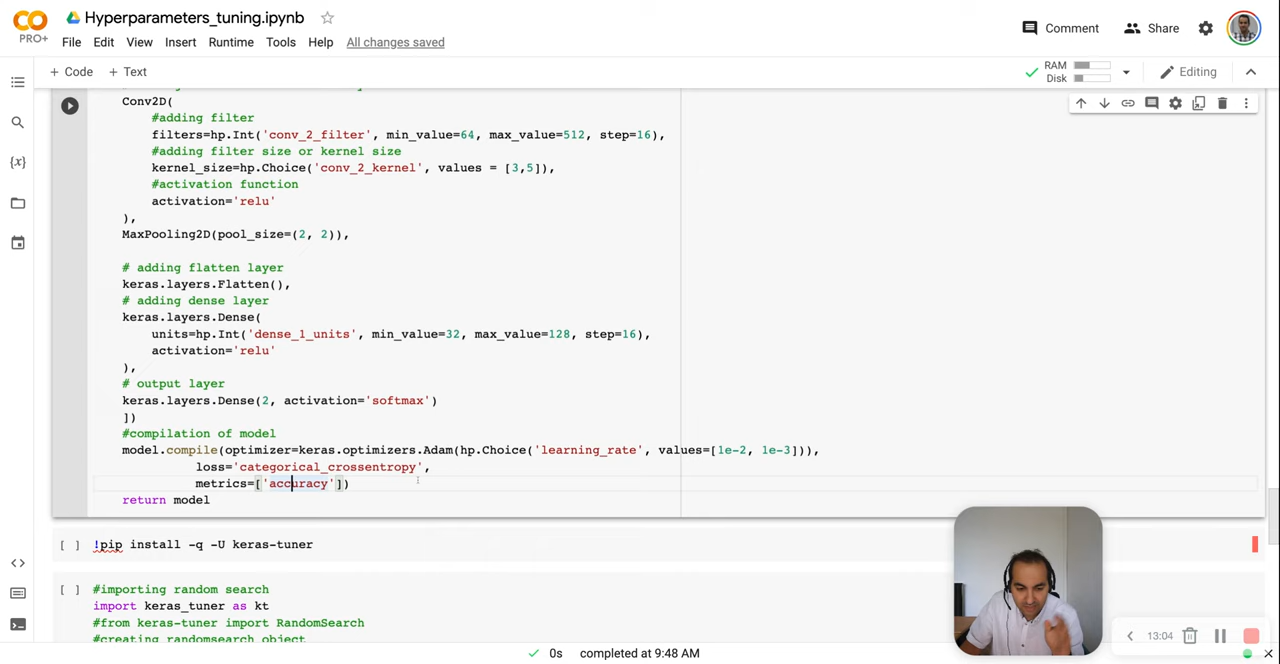 PRO+
Hyperparameters_tuning.ipynb
Comment
Share
File Edit View Insert Runtime Tools Help All changes saved
+ Code + Text
RAM
Disk
Editing
Conv2D(
#adding filter
filters=hp.Int('conv_2_filter', min_value=64, max_value=512, step=16),
#adding filter size or kernel size
kernel_size=hp.Choice('conv_2_kernel', values = [3,5]),
#activation function
activation='relu'
),
MaxPooling2D(pool_size=(2, 2)),
# adding flatten layer
keras.layers.Flatten(),
# adding dense layer
keras.layers.Dense(
units=hp.Int('dense_1_units', min_value=32, max_value=128, step=16),
activation='relu'
),
# output layer
keras.layers.Dense(2, activation='softmax')
])
#compilation of model
model.compile(optimizer=keras.optimizers.Adam(hp.Choice('learning_rate', values=[1e-2, 1e-3])),
loss='categorical_crossentropy',
metrics=['accuracy'])
return model
[ ] !pip install -q -U keras-tuner
[ ] #importing random search
import keras_tuner as kt
#from keras-tuner import RandomSearch
#creating randomsearch object
13:04
0s completed at 9:48 AM